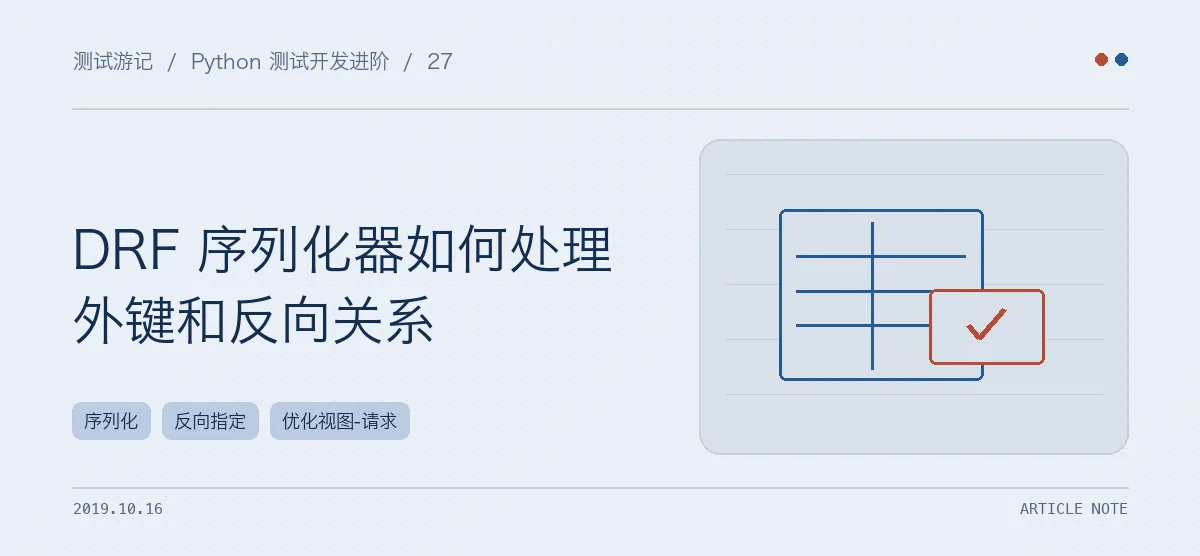 测试游记 / Python 测试开发进阶 / 27
DRF 序列化器如何处理
外键和反向关系
序列化 反向指定 优化视图-请求
2019.10.16 ARTICLE NOTE